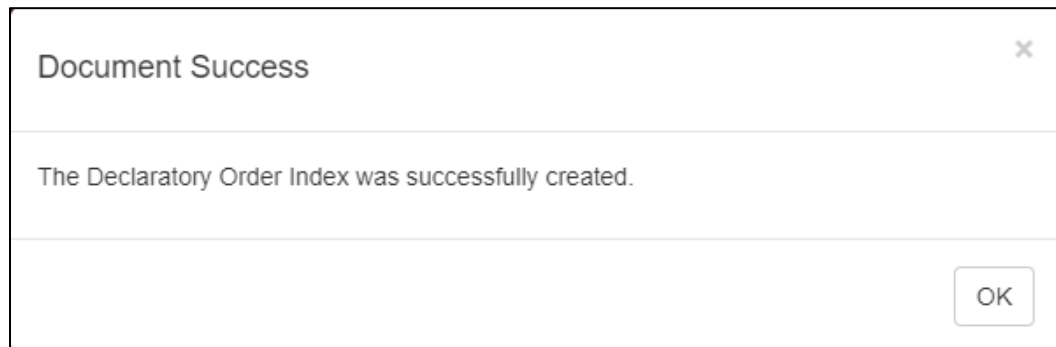 Document Success
×
The Declaratory Order Index was successfully created.
OK